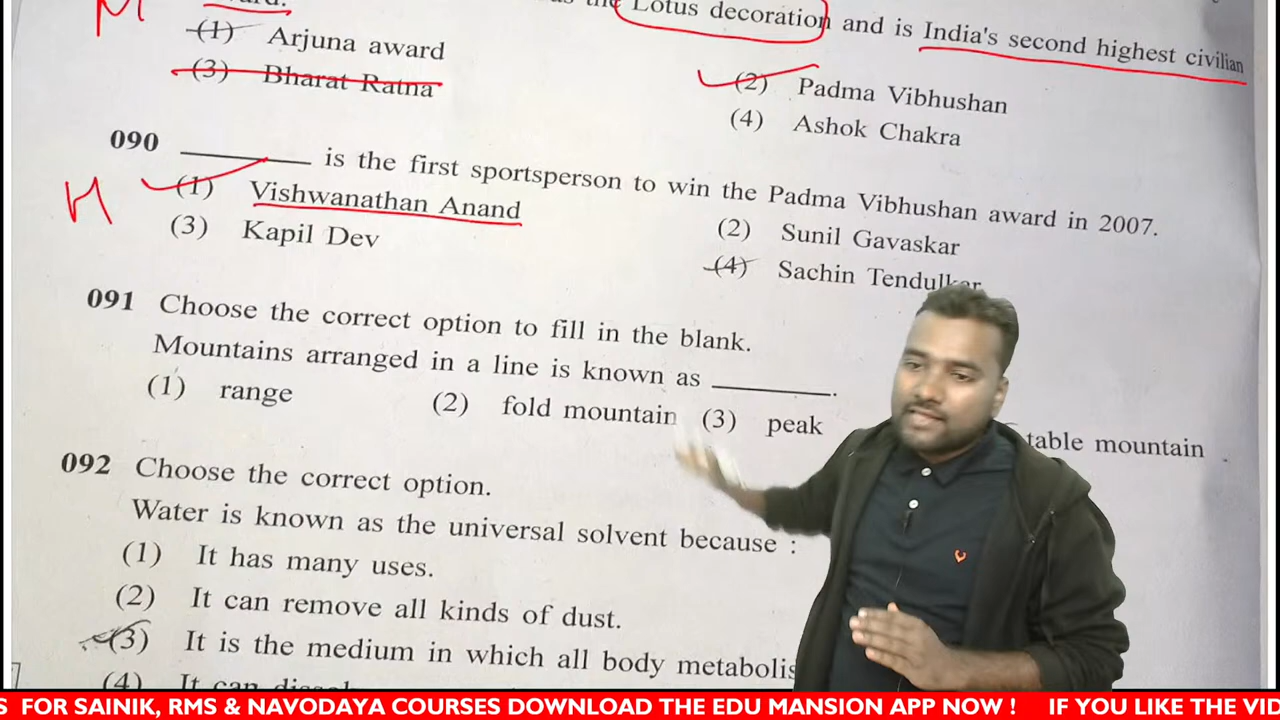 Lotus decoration and is India's second highest civilian
(1) Arjuna award
(2) Padma Vibhushan
(3) Bharat Ratna
(4) Ashok Chakra
090 ______ is the first sportsperson to win the Padma Vibhushan award in 2007.
(1) Vishwanathan Anand
(2) Sunil Gavaskar
(3) Kapil Dev
(4) Sachin Tendulkar
091 Choose the correct option to fill in the blank.
Mountains arranged in a line is known as ______.
(1) range (2) fold mountain (3) peak table mountain
092 Choose the correct option.
Water is known as the universal solvent because :
(1) It has many uses.
(2) It can remove all kinds of dust.
(3) It is the medium in which all body metabolis
(4) It can
S FOR SAINIK, RMS & NAVODAYA COURSES DOWNLOAD THE EDU MANSION APP NOW ! IF YOU LIKE THE VID